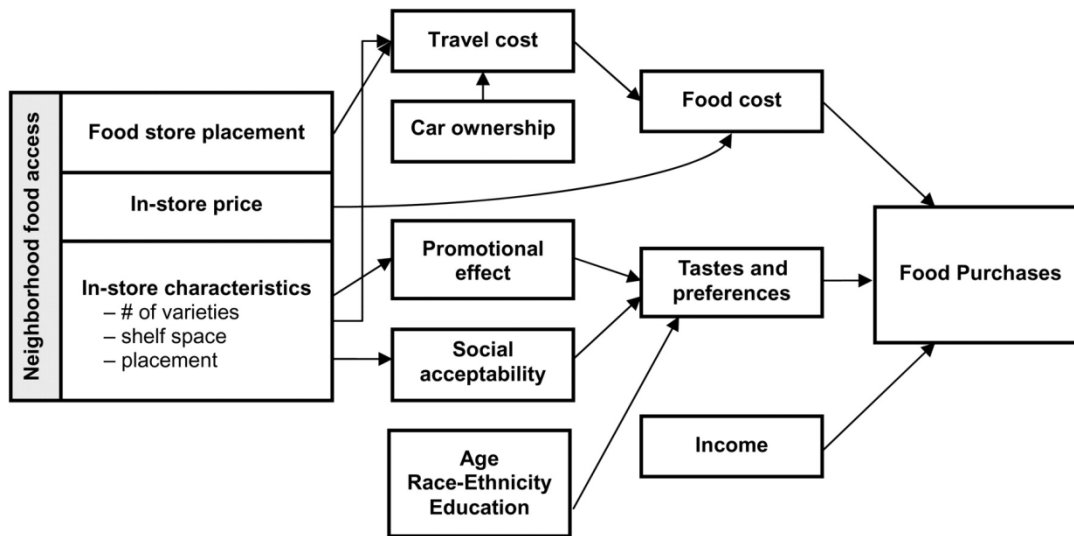 Neighborhood food access
Food store placement
In-store price
In-store characteristics
– # of varieties
– shelf space
– placement
Travel cost
Car ownership
Promotional
effect
Social
acceptability
Age
Race-Ethnicity
Education
Food cost
Tastes and
preferences
Income
Food Purchases